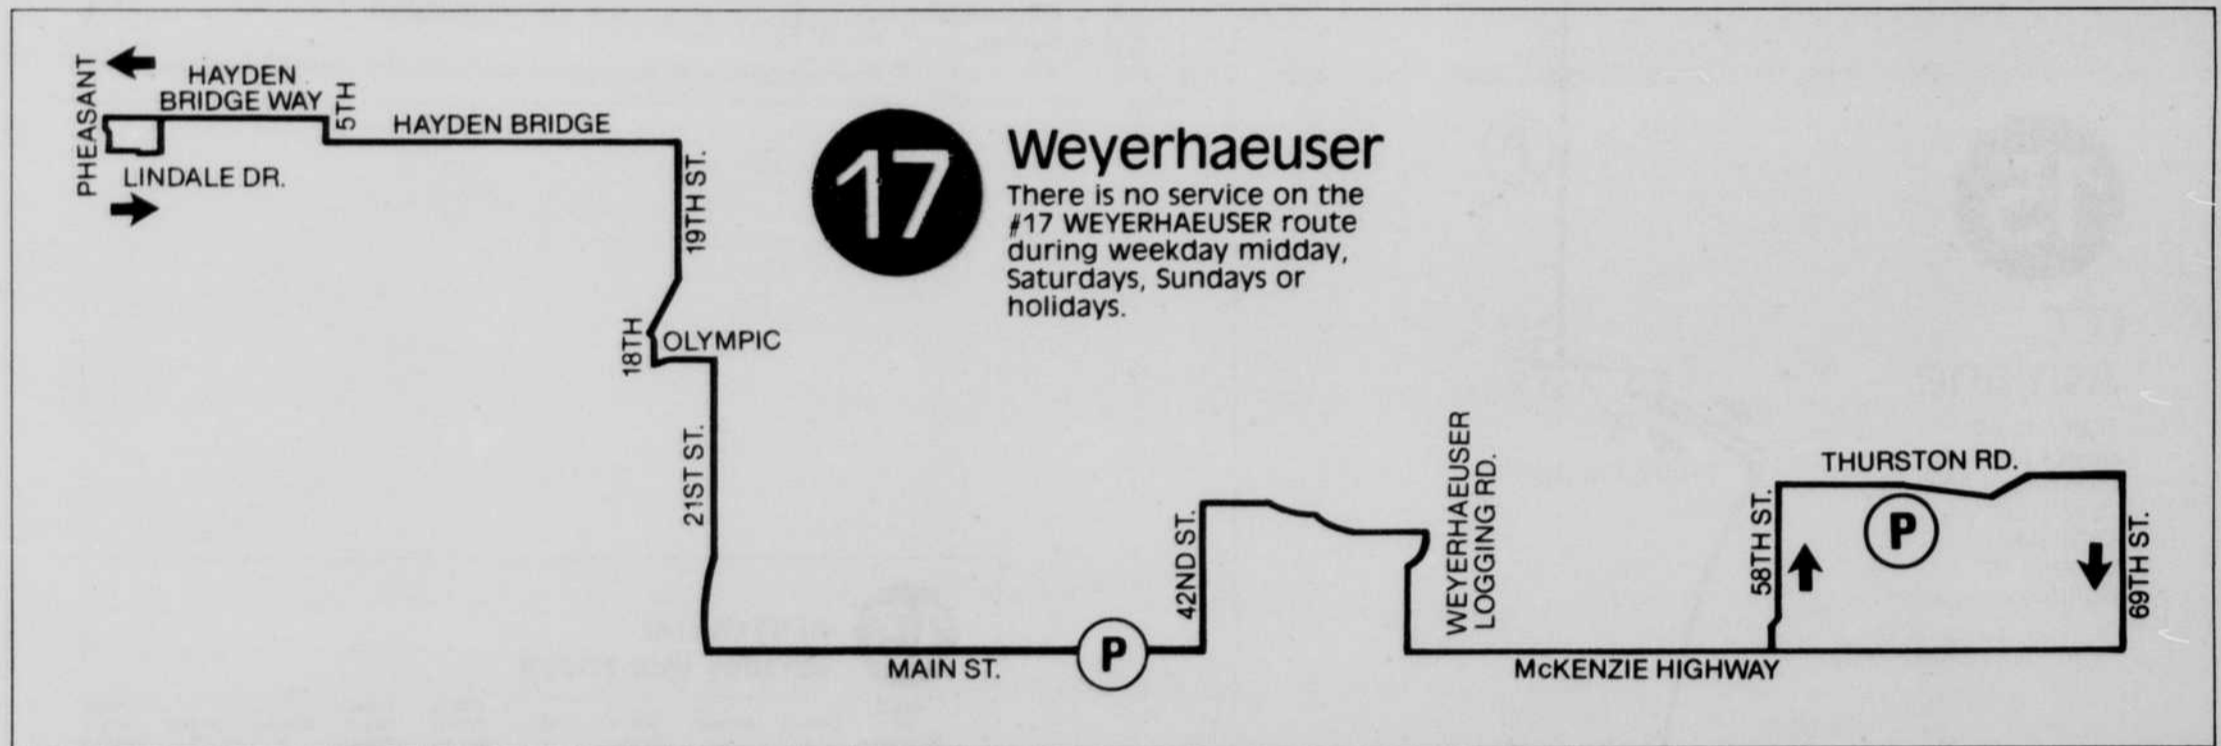 PHEASANT
HAYDEN
BRIDGE WAY
5TH
HAYDEN BRIDGE
LINDALE DR.
19TH ST.
17
Weyerhaeuser
There is no service on the
#17 WEYERHAEUSER route
during weekday midday,
Saturdays, Sundays or
holidays.
18TH
OLYMPIC
21ST ST.
MAIN ST.
P
42ND ST.
WEYERHAEUSER
LOGGING RD.
McKENZIE HIGHWAY
58TH ST.
THURSTON RD.
P
69TH ST.